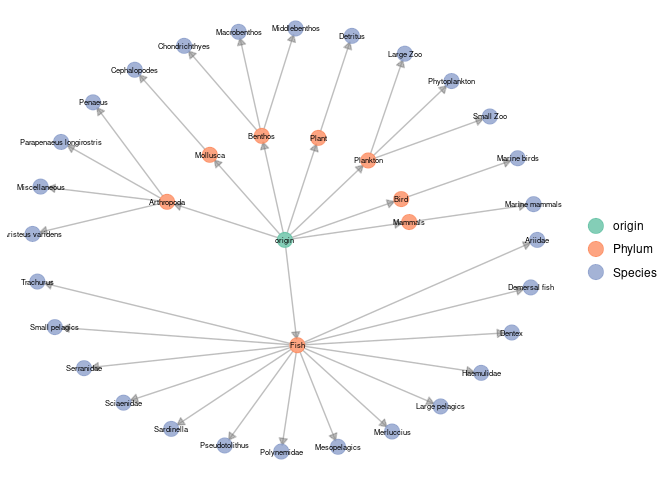 Macrobenthos
Middlebenthos
Detritus
Chondrichthyes
Large Zoo
Cephalopodes
Phytoplankton
Penaeus
Small Zoo
Benthos
Plant
Parapenaeus longirostris
Mollusca
Plankton
Marine birds
Miscellaneous
Arthropoda
Bird
Marine mammals
Mammals
varidens
origin
Ariidae
origin
Phylum
Species
Trachurus
Demersal fish
Small pelagics
Dentex
Fish
Serranidae
Haemulidae
Sciaenidae
Large pelagics
Sardinella
Merluccius
Pseudotolithus
Polynemidae
Mesopelagics